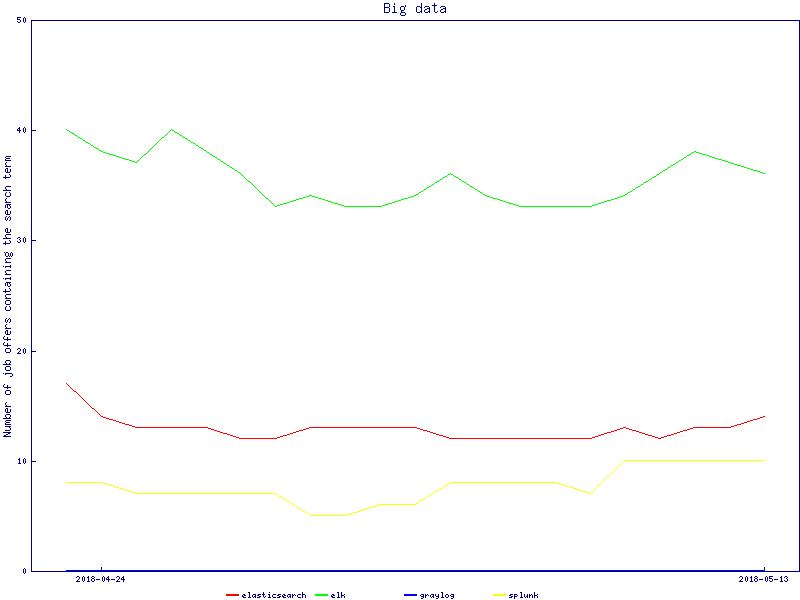 Big data
Number of job offers containing the search term
50
40
30
20
10
0
2018-04-24 2018-05-13
elasticsearch elk graylog splunk